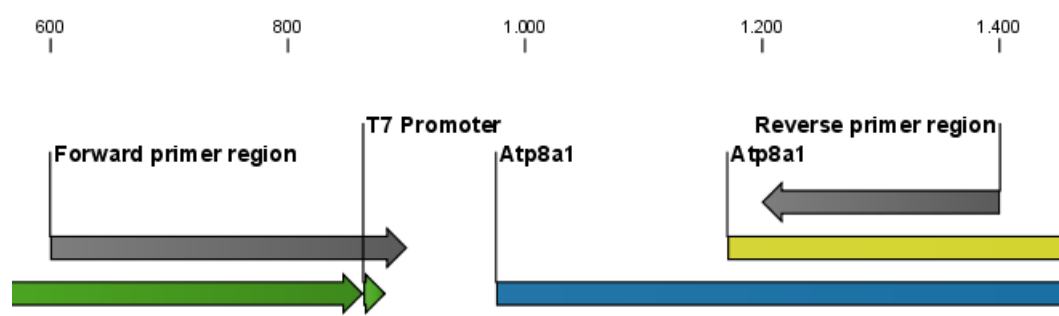 600 800 1.000 1.200 1.400
T7 Promoter Reverse primer region
Forward primer region Atp8a1 Atp8a1